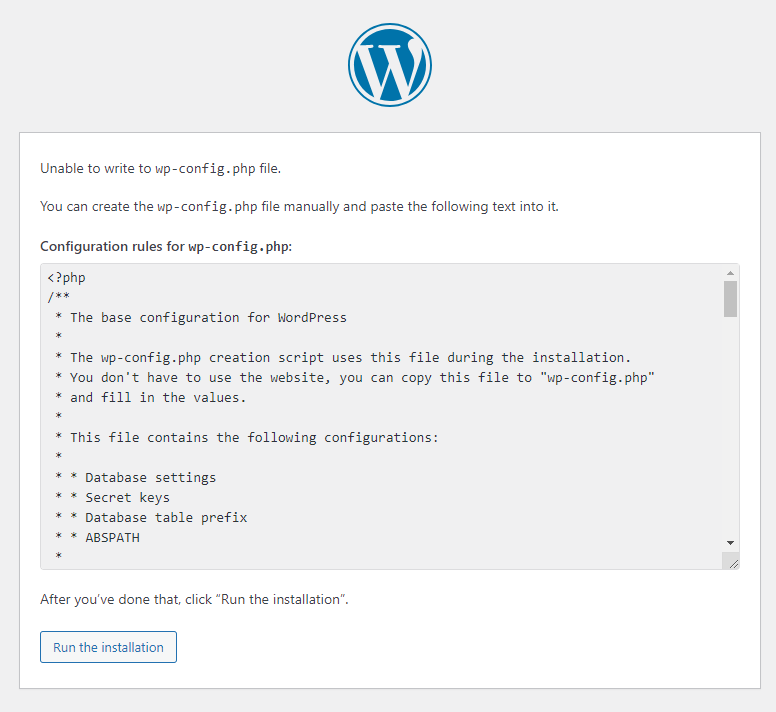 Unable to write to wp-config.php file.
You can create the wp-config.php file manually and paste the following text into it.
Configuration rules for wp-config.php:
<?php
/**
 * The base configuration for WordPress
 *
 * The wp-config.php creation script uses this file during the installation.
 * You don't have to use the website, you can copy this file to "wp-config.php"
 * and fill in the values.
 *
 * This file contains the following configurations:
 *
 * * Database settings
 * * Secret keys
 * * Database table prefix
 * * ABSPATH
 *
After you’ve done that, click “Run the installation”.
Run the installation